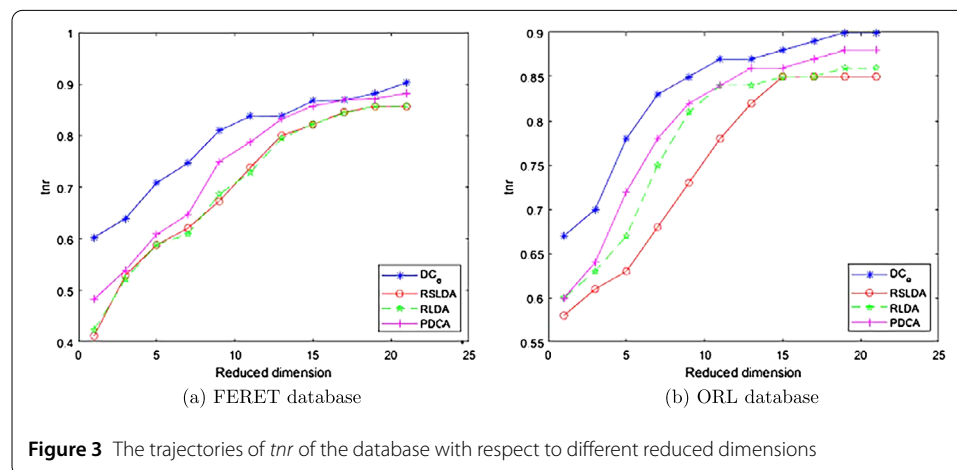 1
0.9
0.8
0.7
0.6
0.5
0.4
tnr
0 5 10 15 20 25
Reduced dimension
DCe
RSLDA
RLDA
PDCA
(a) FERET database
0.9
0.85
0.8
0.75
0.7
0.65
0.6
0.55
tnr
0 5 10 15 20 25
Reduced dimension
DCe
RSLDA
RLDA
PDCA
(b) ORL database
Figure 3 The trajectories of tnr of the database with respect to different reduced dimensions